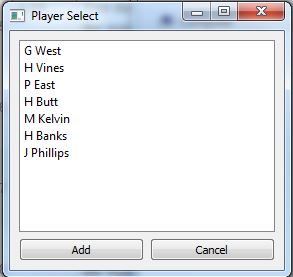 Player Select
G West
H Vines
P East
H Butt
M Kelvin
H Banks
J Phillips
Add
Cancel